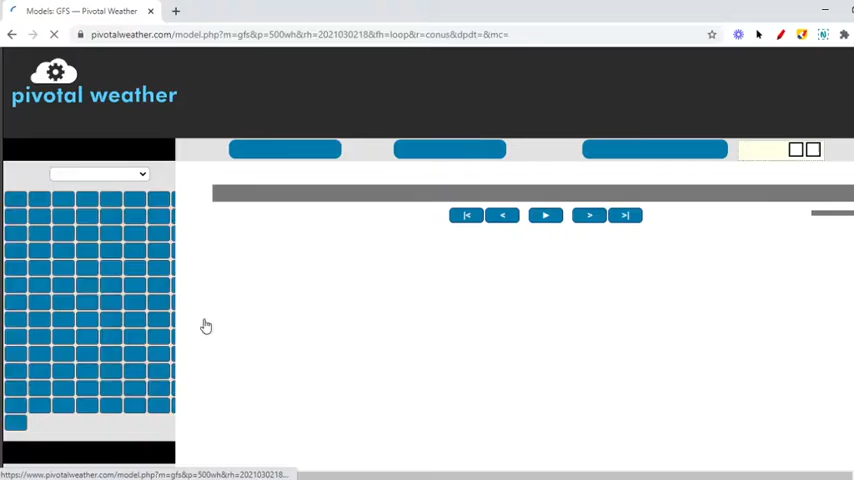 Models: GFS — Pivotal Weather
pivotalweather.com/model.php?m=gfs&p=500wh&rh=2021030218&fh=loop&r=conus&dpdt=&mc=
pivotal weather
|< < ▶ > >|
https://www.pivotalweather.com/model.php?m=gfs&p=500wh&rh=2021030218...